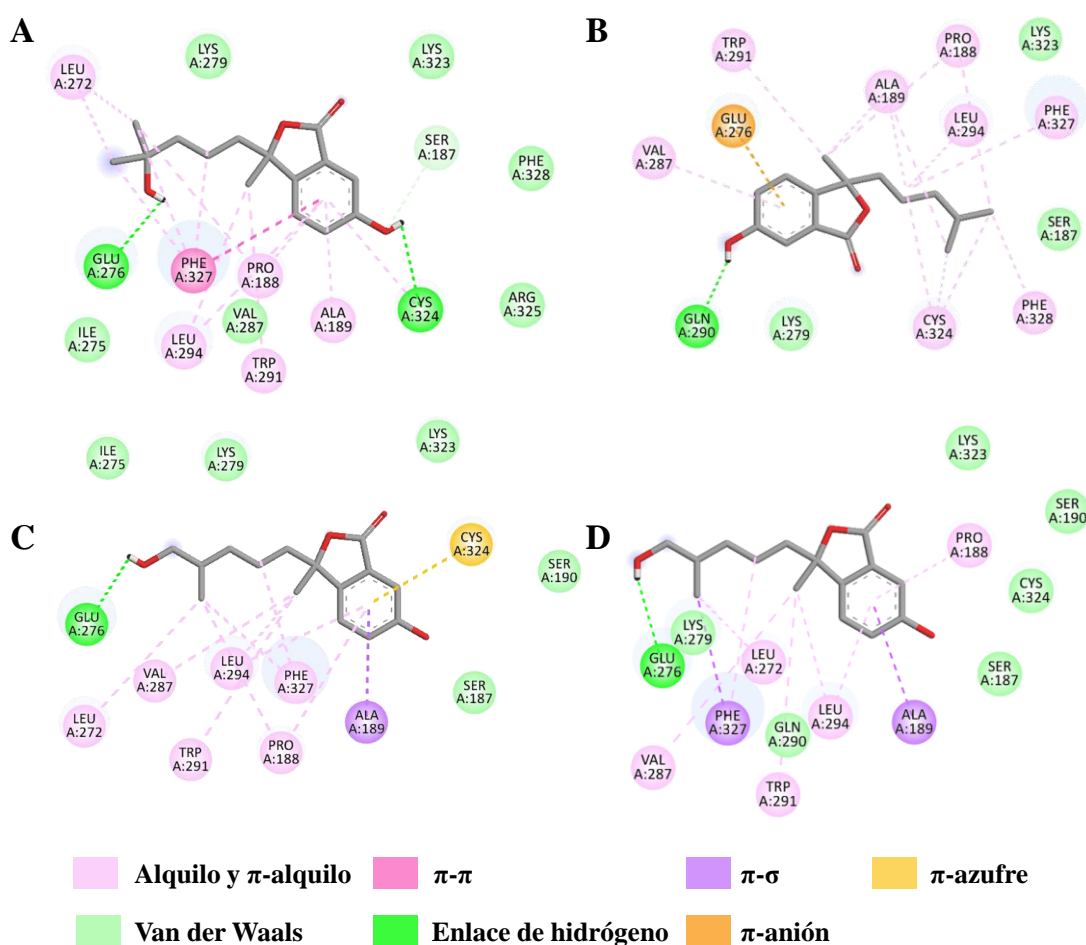 A
LYS
A:279
LYS
A:323
LEU
A:272
SER
A:187
PHE
A:328
GLU
A:276
PHE
A:327
PRO
A:188
VAL
A:287
ALA
A:189
CYS
A:324
ARG
A:325
ILE
A:275
LEU
A:294
TRP
A:291
B
TRP
A:291
PRO
A:188
LYS
A:323
ALA
A:189
GLU
A:276
LEU
A:294
PHE
A:327
VAL
A:287
SER
A:187
GLN
A:290
LYS
A:279
CYS
A:324
PHE
A:328
C
ILE
A:275
LYS
A:279
LYS
A:323
CYS
A:324
SER
A:190
GLU
A:276
VAL
A:287
LEU
A:294
PHE
A:327
SER
A:187
LEU
A:272
TRP
A:291
PRO
A:188
ALA
A:189
D
LYS
A:323
SER
A:190
PRO
A:188
CYS
A:324
LYS
A:279
GLU
A:276
LEU
A:272
SER
A:187
PHE
A:327
GLN
A:290
LEU
A:294
ALA
A:189
VAL
A:287
TRP
A:291
Alquilo y π-alquilo
π-π
π-σ
π-azufre
Van der Waals
Enlace de hidrógeno
π-anión